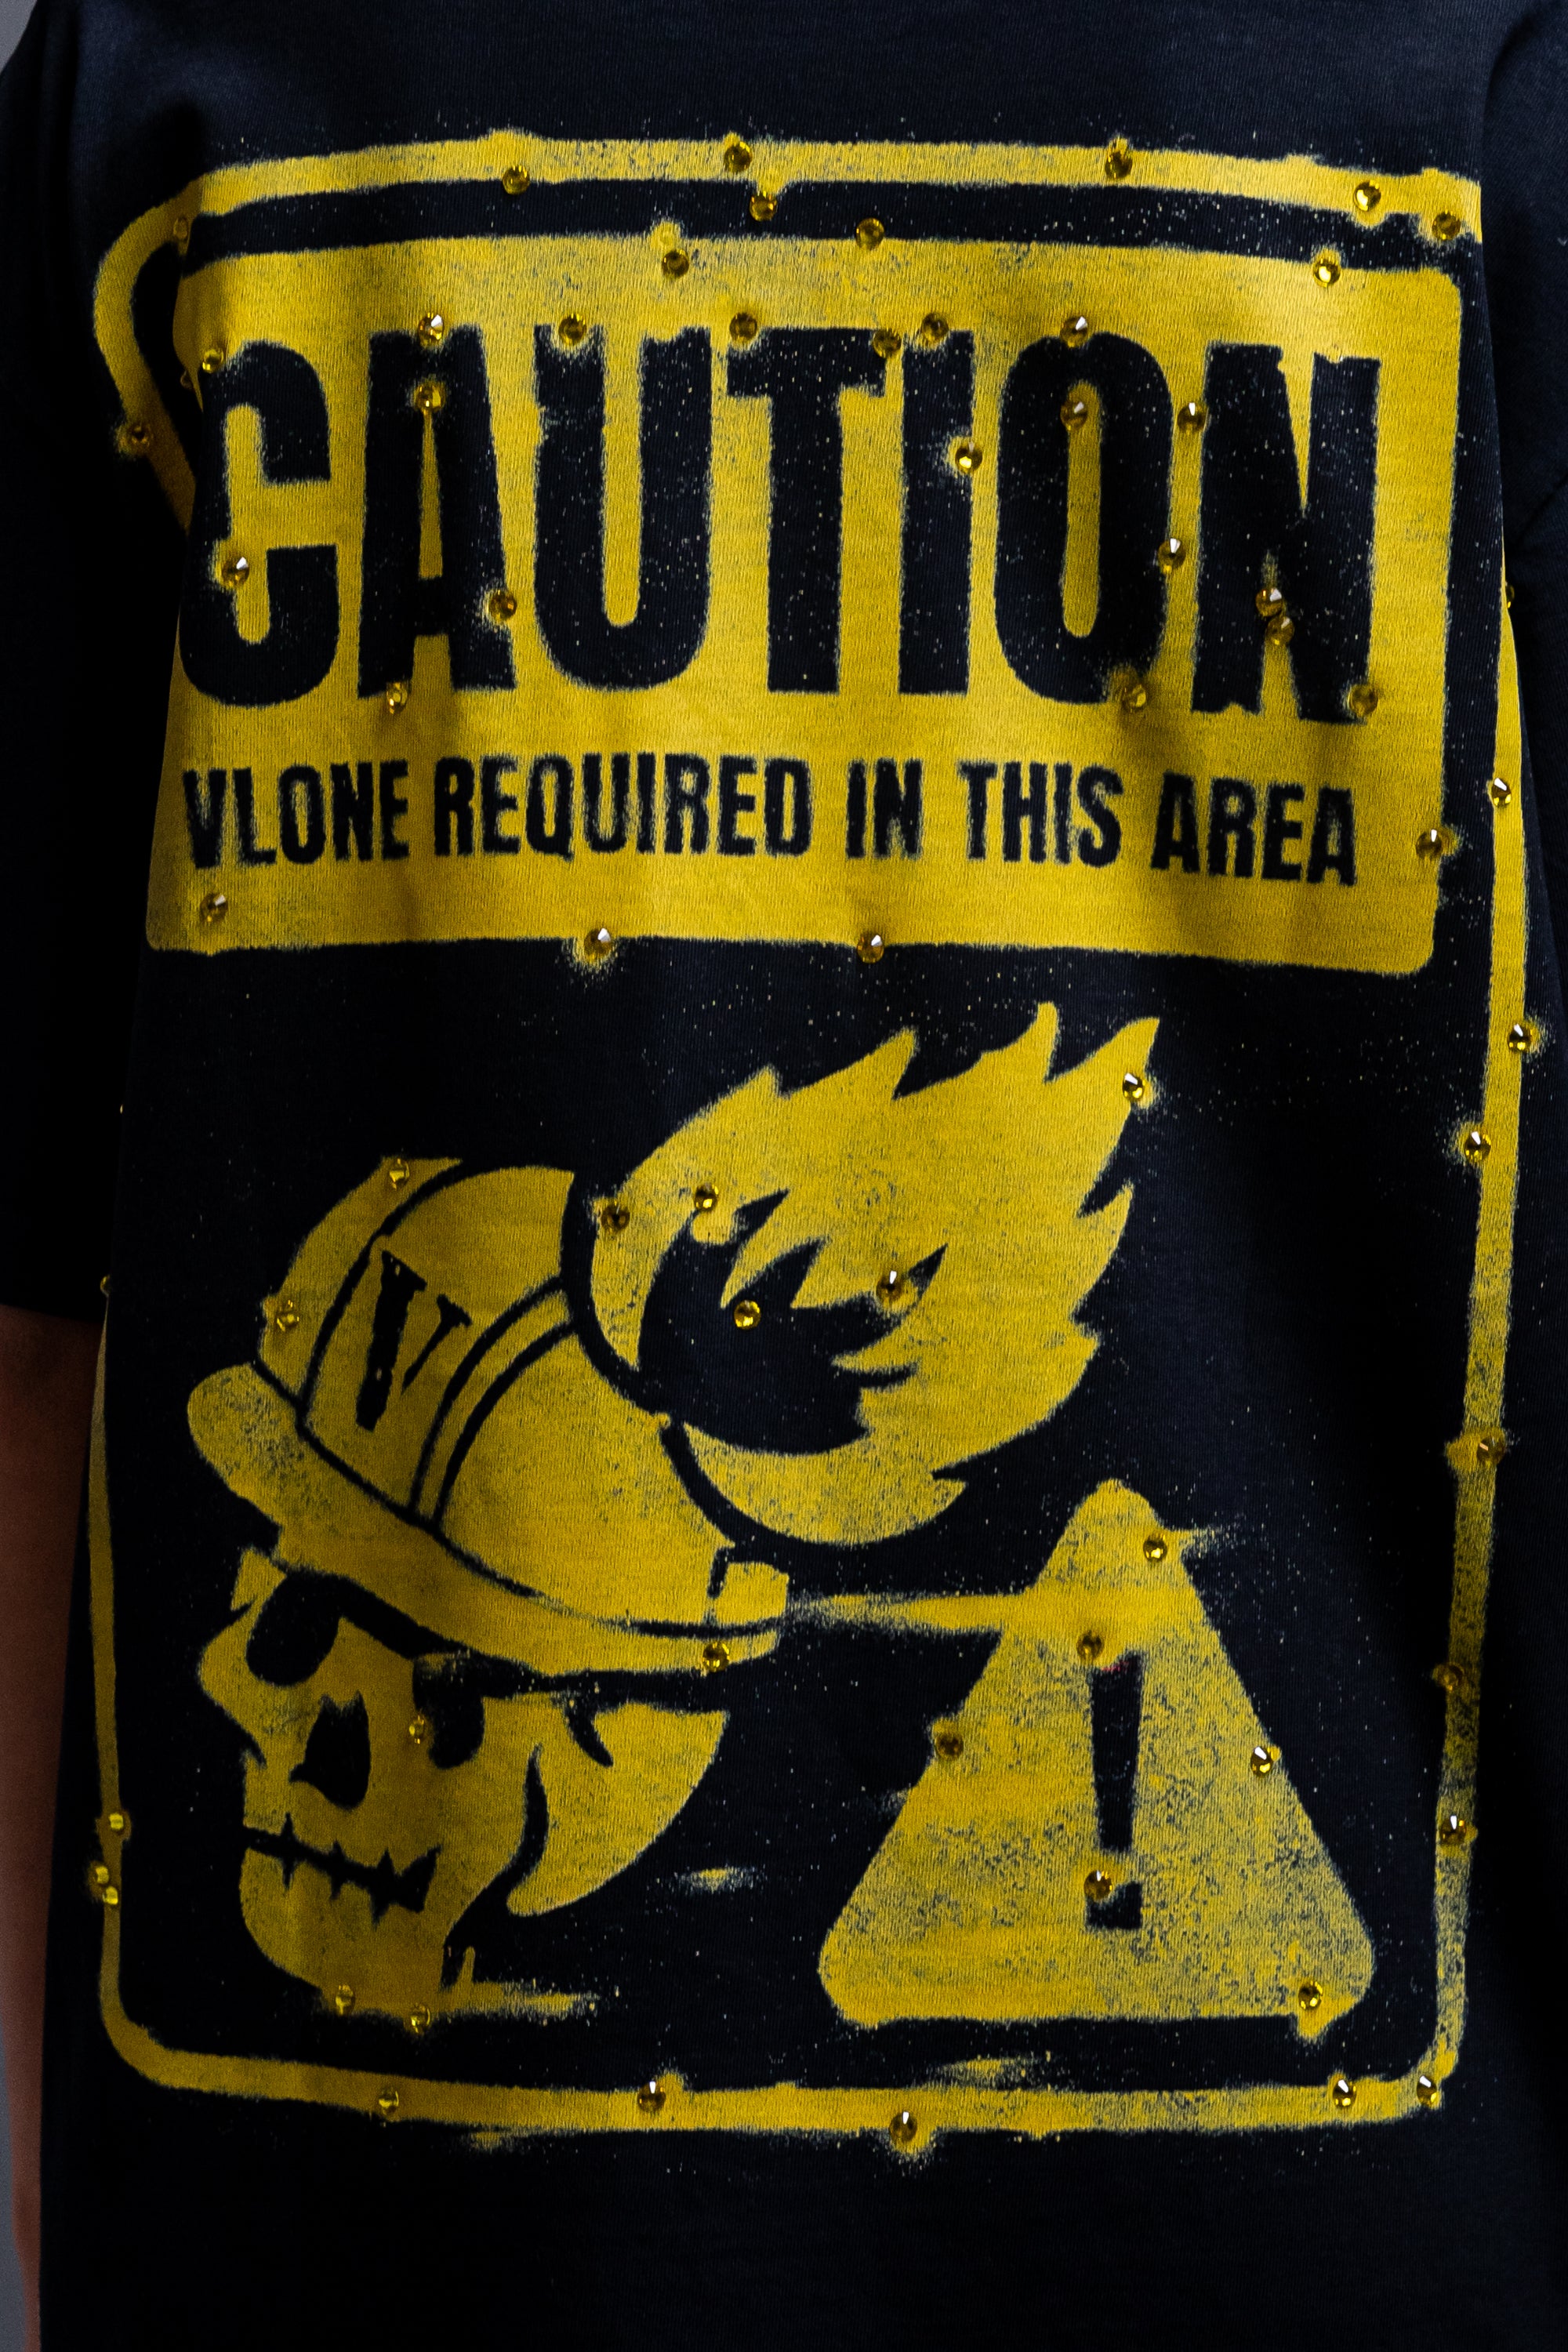 CAUTION
VLONE REQUIRED IN THIS AREA
V
!